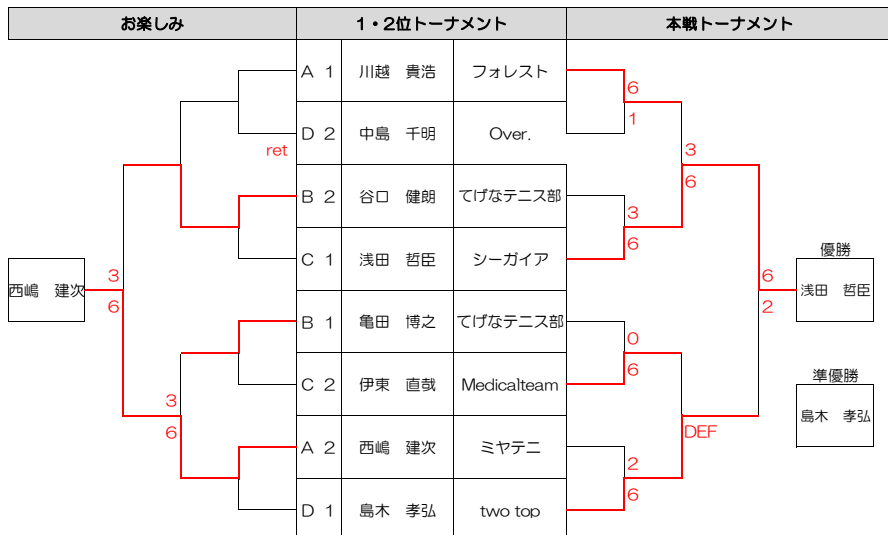 お楽しみ 1・2位トーナメント 本戦トーナメント
A 1 川越 貴浩 フォレスト
6
1
D 2 中島 千明 Over.
ret
3
6
B 2 谷口 健朗 てげなテニス部
3
6
C 1 浅田 哲臣 シーガイア
優勝
浅田 哲臣
西嶋 建次
3
6
6
2
B 1 亀田 博之 てげなテニス部
0
6
C 2 伊東 直哉 Medicalteam
準優勝
島木 孝弘
3
6
DEF
A 2 西嶋 建次 ミヤテニ
2
6
D 1 島木 孝弘 two top